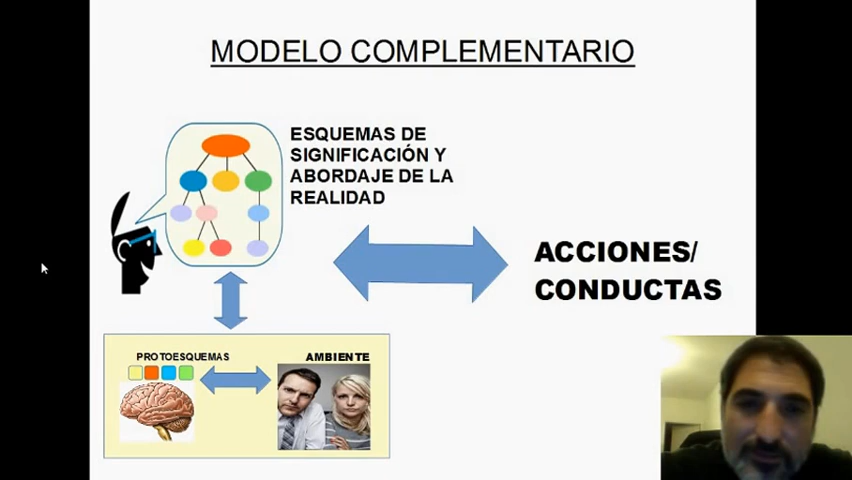 MODELO COMPLEMENTARIO
ESQUEMAS DE
SIGNIFICACIÓN Y
ABORDAJE DE LA
REALIDAD
ACCIONES/
CONDUCTAS
PROTOESQUEMAS
AMBIENTE